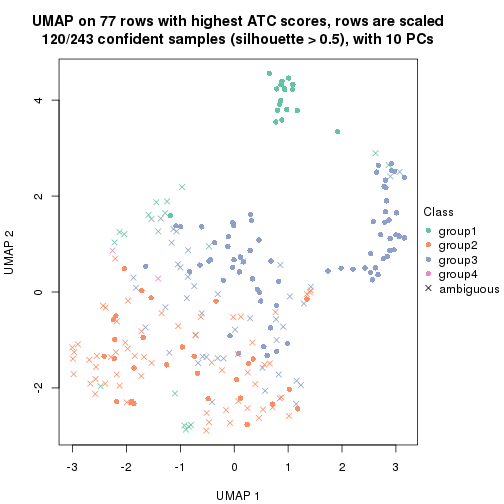 UMAP on 77 rows with highest ATC scores, rows are scaled
120/243 confident samples (silhouette > 0.5), with 10 PCs
4
2
0
-2
UMAP 2
-3
-2
-1
0
1
2
3
UMAP 1
Class
group1
group2
group3
group4
ambiguous